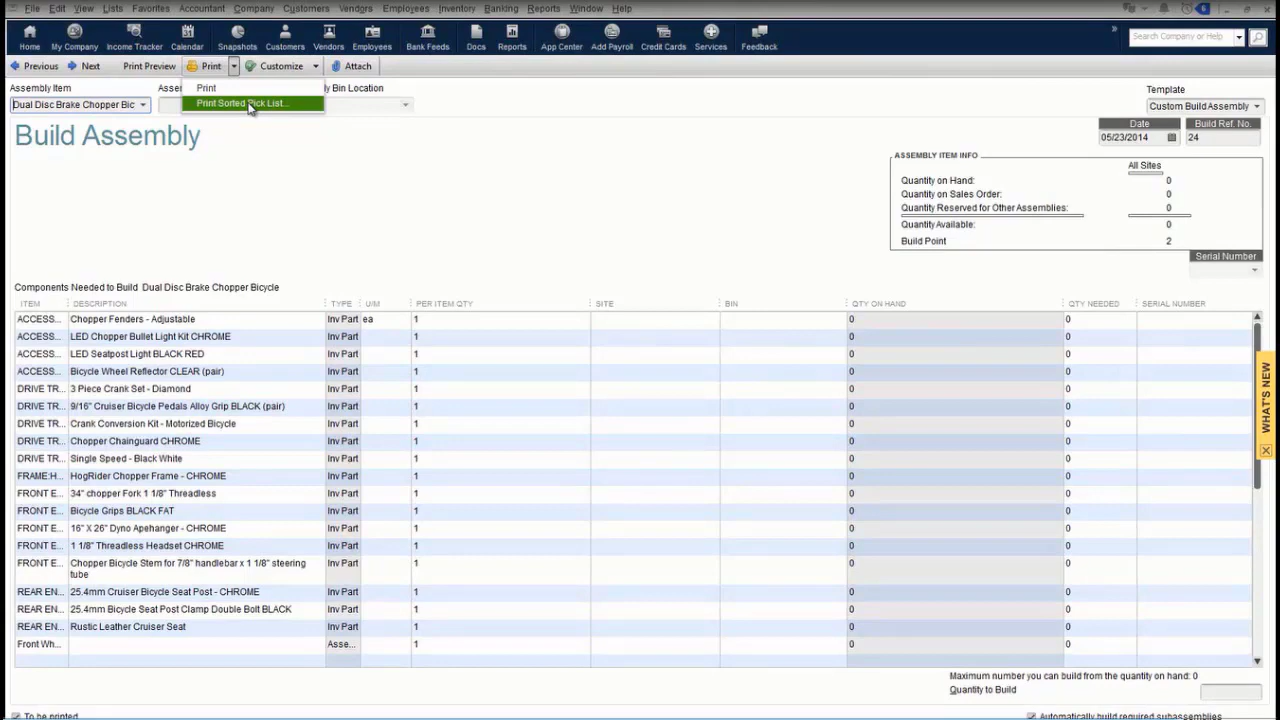 File Edit View Lists Favorites Accountant Company Customers Vendors Employees Inventory Banking Reports Window Help
6
Home My Company Income Tracker Calendar Snapshots Customers Vendors Employees Bank Feeds Docs Reports App Center Add Payroll Credit Cards Services Feedback
Search Company or Help
Previous Next Print Preview Print Customize Attach
Print
Print Sorted Pick List...
Assembly Item
Bin Location
Template
Dual Disc Brake Chopper Bic
Custom Build Assembly
Build Assembly
Date Build Ref. No.
05/23/2014 24
ASSEMBLY ITEM INFO
All Sites
Quantity on Hand: 0
Quantity on Sales Order: 0
Quantity Reserved for Other Assemblies: 0
Quantity Available: 0
Build Point 2
Serial Number
Components Needed to Build Dual Disc Brake Chopper Bicycle
ITEM DESCRIPTION TYPE U/M PER ITEM QTY SITE BIN QTY ON HAND QTY NEEDED SERIAL NUMBER
ACCESS... Chopper Fenders - Adjustable Inv Part ea 1 0 0
ACCESS... LED Chopper Bullet Light Kit CHROME Inv Part 1 0 0
ACCESS... LED Seatpost Light BLACK RED Inv Part 1 0 0
ACCESS... Bicycle Wheel Reflector CLEAR (pair) Inv Part 1 0 0
DRIVE TR... 3 Piece Crank Set - Diamond Inv Part 1 0 0
DRIVE TR... 9/16" Cruiser Bicycle Pedals Alloy Grip BLACK (pair) Inv Part 1 0 0
DRIVE TR... Crank Conversion Kit - Motorized Bicycle Inv Part 1 0 0
DRIVE TR... Chopper Chainguard CHROME Inv Part 1 0 0
DRIVE TR... Single Speed - Black White Inv Part 1 0 0
FRAME:H... HogRider Chopper Frame - CHROME Inv Part 1 0 0
FRONT E... 34" chopper Fork 1 1/8" Threadless Inv Part 1 0 0
FRONT E... Bicycle Grips BLACK FAT Inv Part 1 0 0
FRONT E... 16" X 26" Dyno Apehanger - CHROME Inv Part 1 0 0
FRONT E... 1 1/8" Threadless Headset CHROME Inv Part 1 0 0
FRONT E... Chopper Bicycle Stem for 7/8" handlebar x 1 1/8" steering Inv Part 1 0 0
tube
REAR EN... 25.4mm Cruiser Bicycle Seat Post - CHROME Inv Part 1 0 0
REAR EN... 25.4mm Bicycle Seat Post Clamp Double Bolt BLACK Inv Part 1 0 0
REAR EN... Rustic Leather Cruiser Seat Inv Part 1 0 0
Front Wh... Asse... 1 0 0
WHAT'S NEW
Maximum number you can build from the quantity on hand: 0
Quantity to Build
To be printed
Automatically build required subassemblies